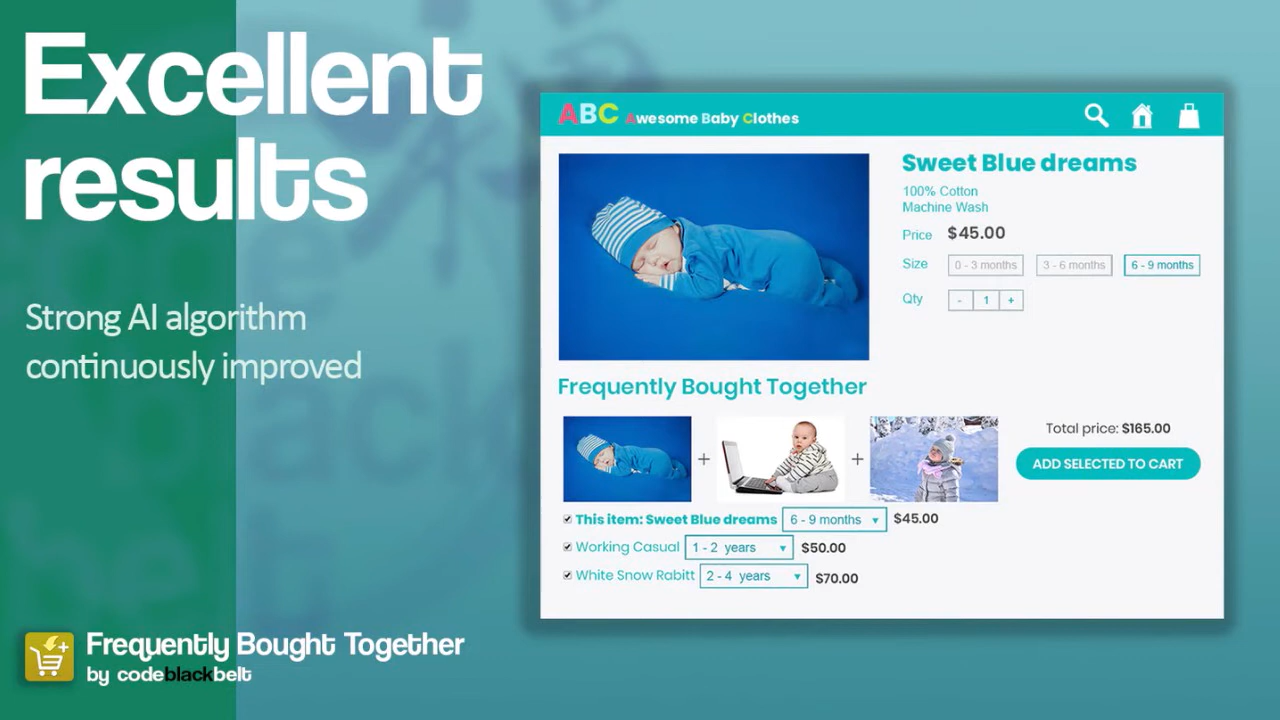 Excellent
results
Strong AI algorithm
continuously improved
ABC Awesome Baby Clothes
Sweet Blue dreams
100% Cotton
Machine Wash
Price $45.00
Size 0 - 3 months 3 - 6 months 6 - 9 months
Qty - 1 +
Frequently Bought Together
+ +
Total price: $165.00
ADD SELECTED TO CART
This item: Sweet Blue dreams 6 - 9 months $45.00
Working Casual 1 - 2 years $50.00
White Snow Rabitt 2 - 4 years $70.00
Frequently Bought Together
by codeblackbelt